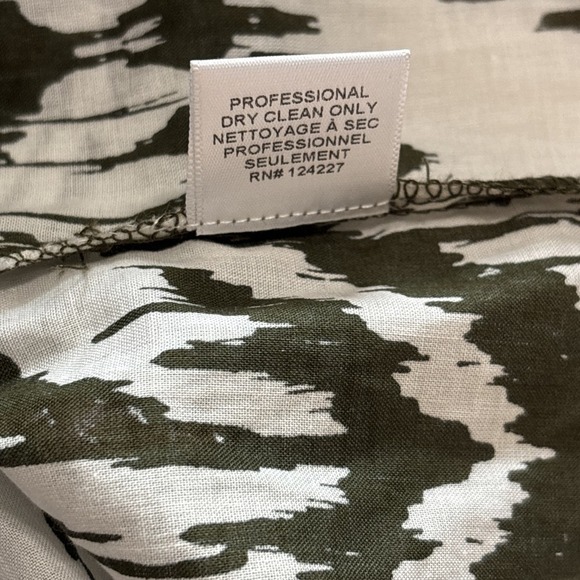 PROFESSIONAL
DRY CLEAN ONLY
NETTOYAGE À SEC
PROFESSIONNEL
SEULEMENT
RN# 124227